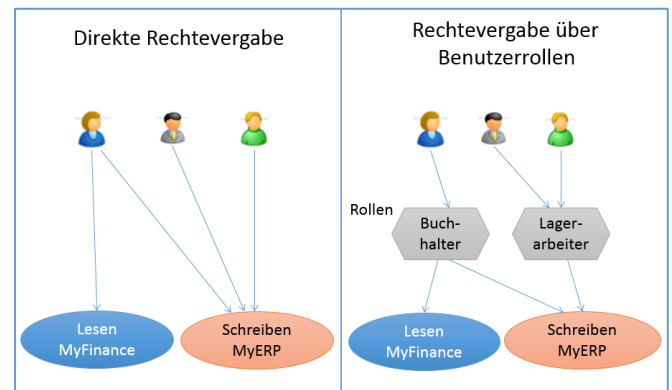 Direkte Rechtevergabe
Lesen
MyFinance
Schreiben
MyERP
Rechtevergabe über
Benutzerrollen
Rollen
Buch-
halter
Lager-
arbeiter
Lesen
MyFinance
Schreiben
MyERP